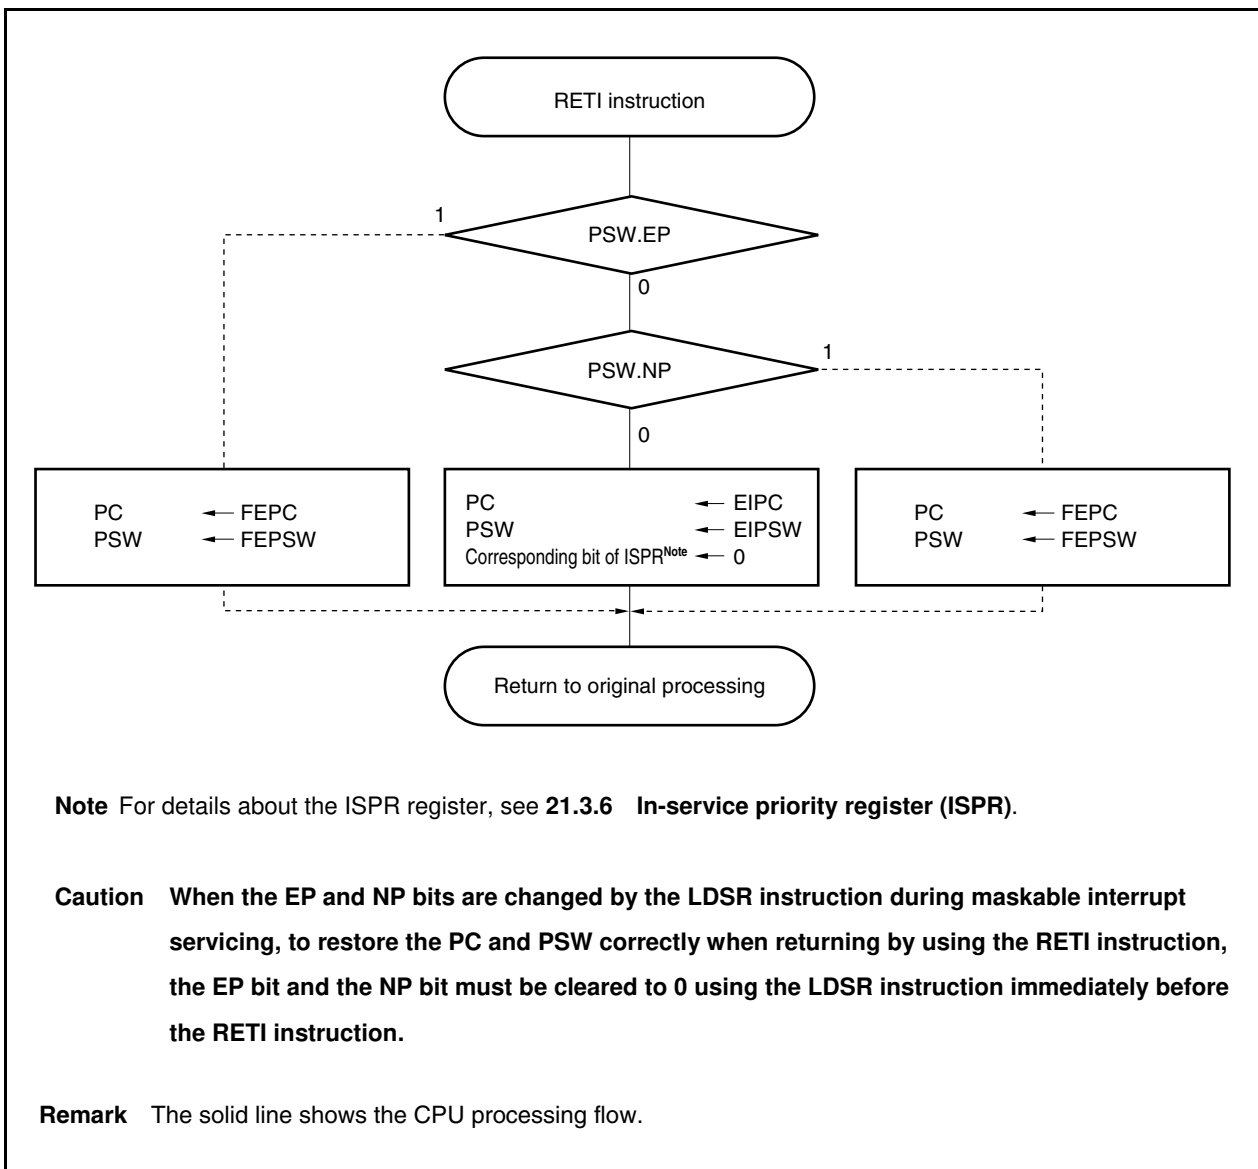 RETI instruction
1
PSW.EP
0
1
PSW.NP
0
PC ← FEPC
PSW ← FEPSW
PC ← EIPC
PSW ← EIPSW
Corresponding bit of ISPRNote ← 0
PC ← FEPC
PSW ← FEPSW
Return to original processing
Note For details about the ISPR register, see 21.3.6 In-service priority register (ISPR).
Caution When the EP and NP bits are changed by the LDSR instruction during maskable interrupt
servicing, to restore the PC and PSW correctly when returning by using the RETI instruction,
the EP bit and the NP bit must be cleared to 0 using the LDSR instruction immediately before
the RETI instruction.
Remark The solid line shows the CPU processing flow.